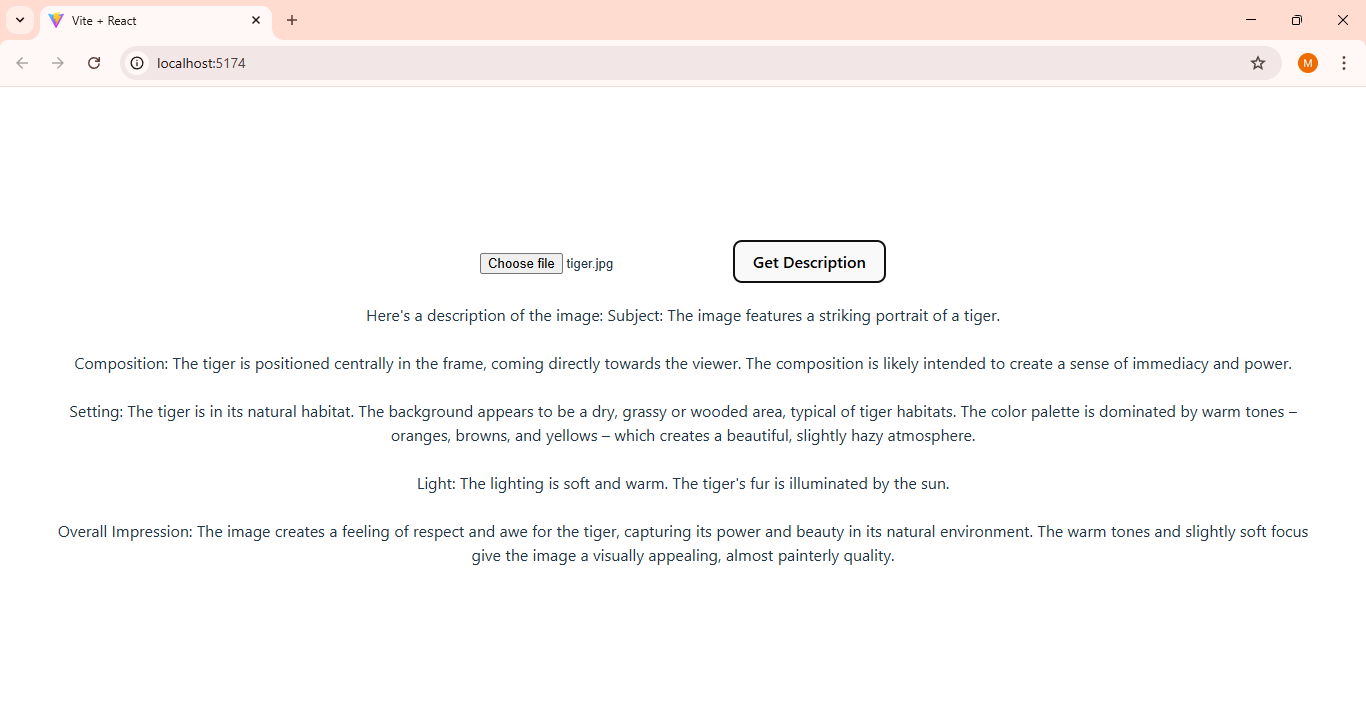 Vite + React
localhost:5174
M
Choose file tiger.jpg
Get Description
Here's a description of the image: Subject: The image features a striking portrait of a tiger.
Composition: The tiger is positioned centrally in the frame, coming directly towards the viewer. The composition is likely intended to create a sense of immediacy and power.
Setting: The tiger is in its natural habitat. The background appears to be a dry, grassy or wooded area, typical of tiger habitats. The color palette is dominated by warm tones –
oranges, browns, and yellows – which creates a beautiful, slightly hazy atmosphere.
Light: The lighting is soft and warm. The tiger's fur is illuminated by the sun.
Overall Impression: The image creates a feeling of respect and awe for the tiger, capturing its power and beauty in its natural environment. The warm tones and slightly soft focus
give the image a visually appealing, almost painterly quality.